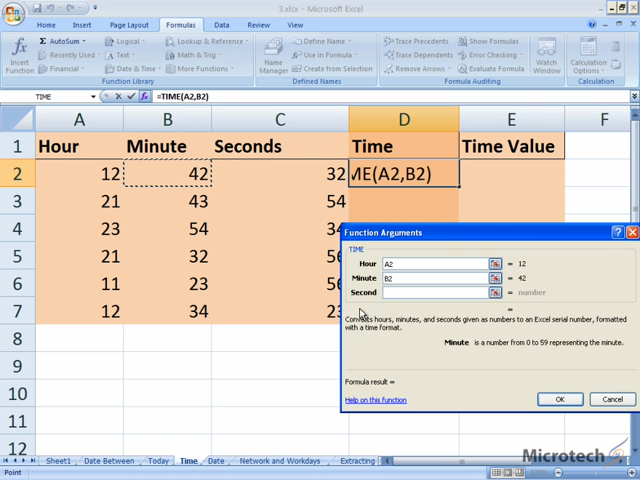 3.xlsx - Microsoft Excel
Home Insert Page Layout Formulas Data Review View
Insert Function
AutoSum
Recently Used
Financial
Logical
Text
Date & Time
Lookup & Reference
Math & Trig
More Functions
Function Library
Name Manager
Define Name
Use in Formula
Create from Selection
Defined Names
Trace Precedents
Trace Dependents
Remove Arrows
Show Formulas
Error Checking
Evaluate Formula
Formula Auditing
Watch Window
Calculation Options
Calculation
TIME fx =TIME(A2,B2)
A B C D E F
1 Hour Minute Seconds Time Time Value
2 12 42 32 ME(A2,B2)
3 21 43 54
4 23 54 34
5 21 32 56
6 11 23 56
7 12 34 23
8
9
10
11
12
Function Arguments
TIME
Hour A2 = 12
Minute B2 = 42
Second = number
=
Converts hours, minutes, and seconds given as numbers to an Excel serial number, formatted
with a time format.
Minute is a number from 0 to 59 representing the minute.
Formula result =
Help on this function
OK Cancel
Sheet1 Date Between Today Time Date Network and Workdays Extracting
Microtech
Point